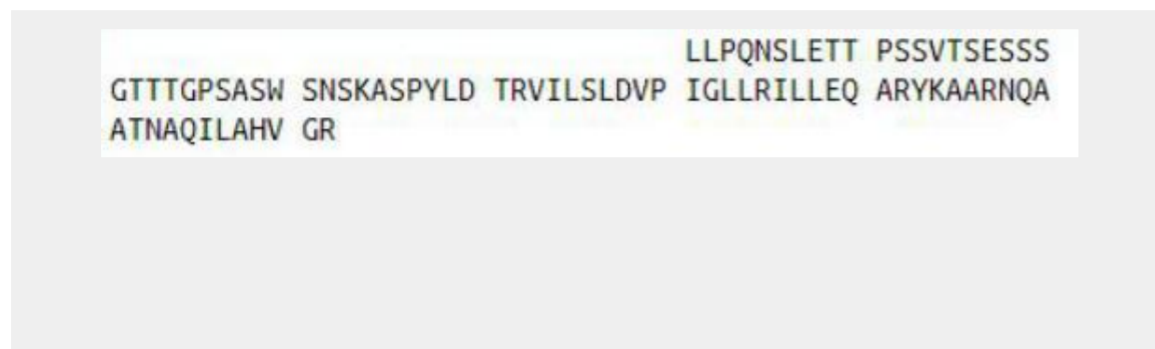 LLPQNSLETT PSSVTSESSS
GTTTGPSASW SNSKASPYLD TRVILSLDVP IGLLRILLEQ ARYKAARNQA
ATNAQILAHV GR